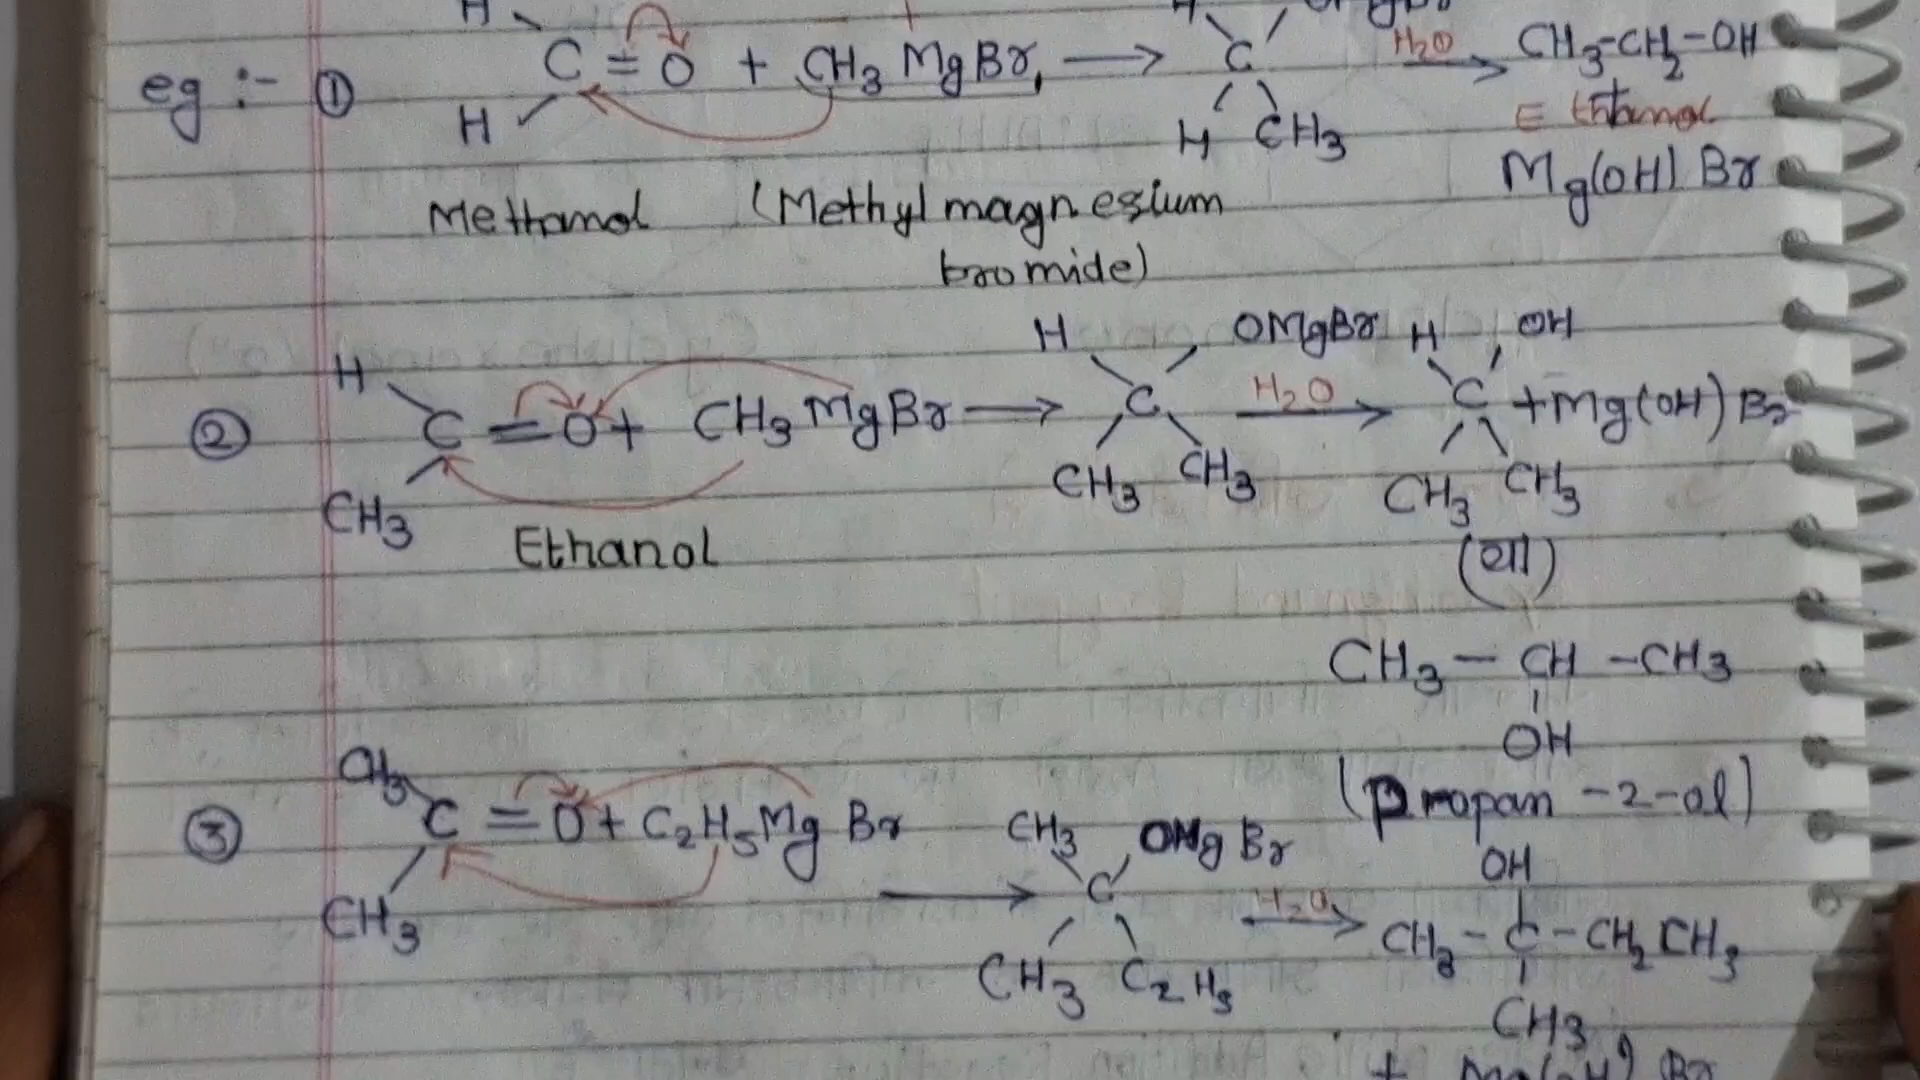 H
eg :- ① C = O + CH3 MgBr, ⟶ C H2O ⟶ CH3-CH2-OH
H H CH3 Ethanol
Methanol (Methyl magnesium Mg(OH) Br
bromide)
H H OMgBr H OH
② C = O + CH3 MgBr ⟶ C H2O ⟶ C + Mg(OH) Br
CH3 CH3 CH3 CH3 CH3
Ethanol (या)
CH3 - CH - CH3
OH
(propan -2-ol)
CH3 CH3 OMg Br OH
③ C = O + C2H5Mg Br ⟶ C H2O ⟶ CH3 - C - CH2 CH3
CH3 CH3 C2H5 CH3